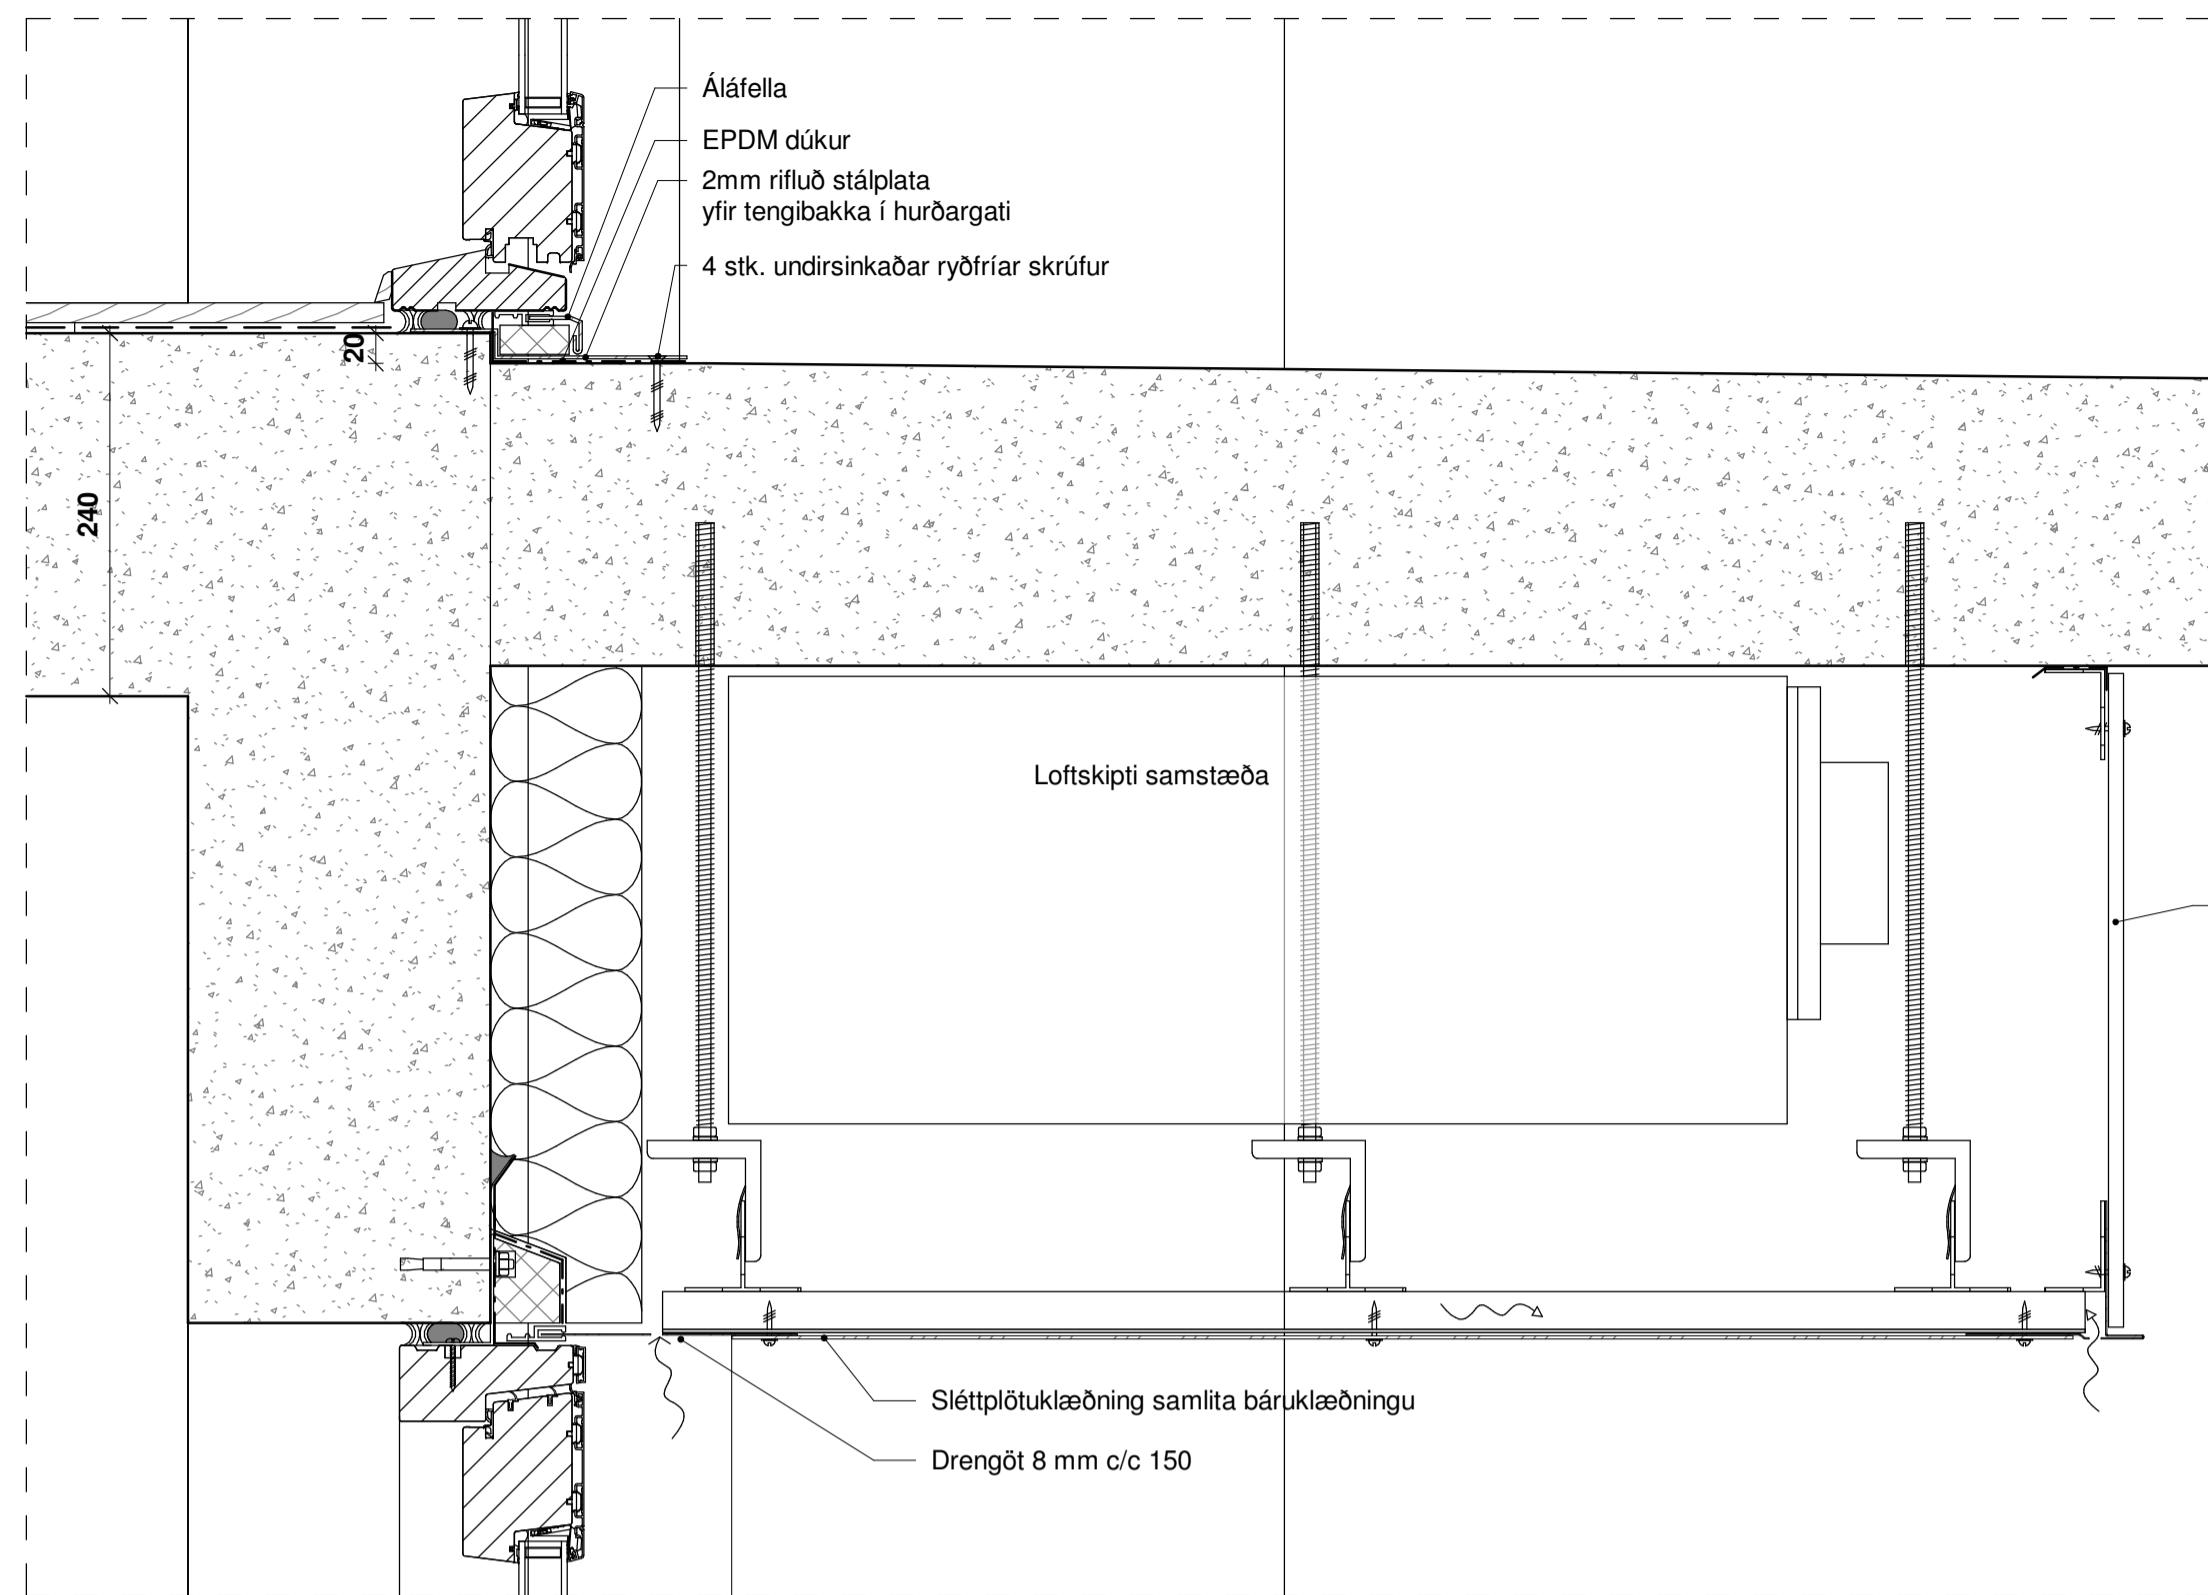 Áláfella
EPDM dúkur
2mm rifluð stálplata
yfir tengibakka í hurðargati
4 stk. undirsinkaðar ryðfríar skrúfur
20
240
Loftskipti samstæða
Sléttplötuklæðning samlita báruklæðningu
Drengöt 8 mm c/c 150